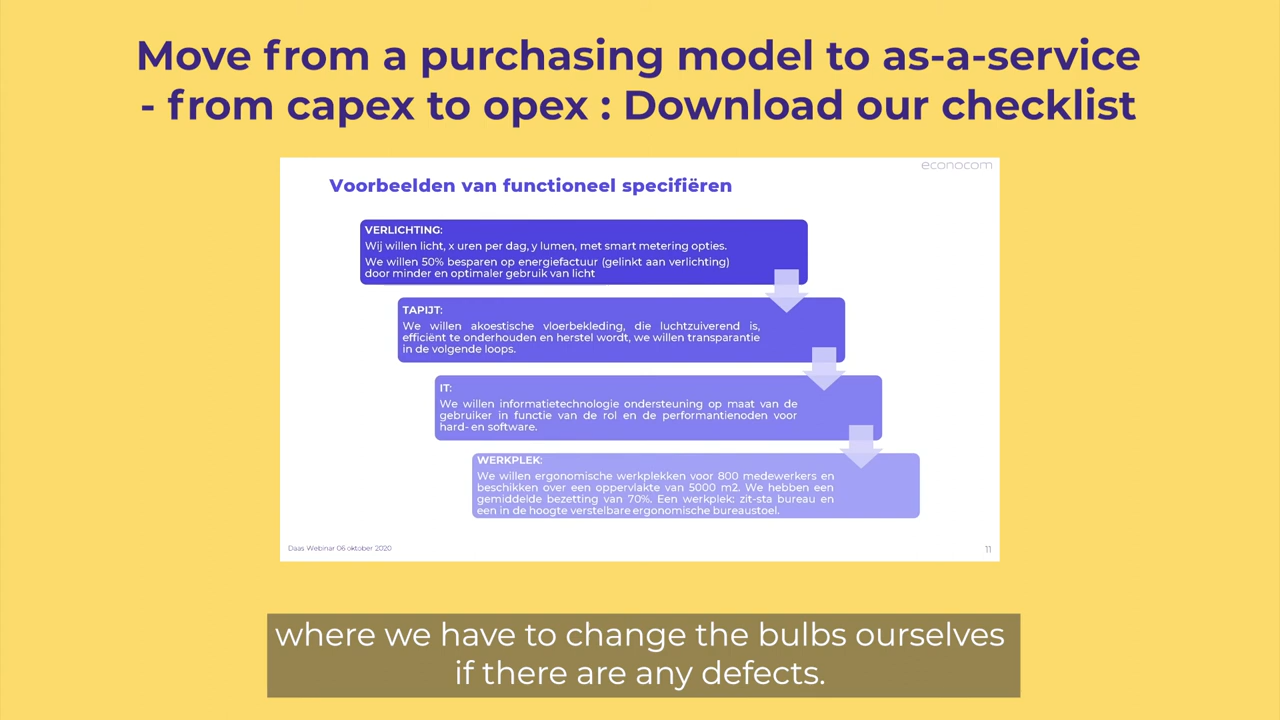 Move from a purchasing model to as-a-service
- from capex to opex : Download our checklist
econocom
Voorbeelden van functioneel specifiëren
VERLICHTING:
Wij willen licht, x uren per dag, y lumen, met smart metering opties.
We willen 50% besparen op energiefactuur (gelinkt aan verlichting)
door minder en optimaler gebruik van licht
TAPIJT:
We willen akoestische vloerbekleding, die luchtzuiverend is,
efficiënt te onderhouden en herstel wordt, we willen transparantie
in de volgende loops.
IT:
We willen informatietechnologie ondersteuning op maat van de
gebruiker in functie van de rol en de performantienoden voor
hard- en software.
WERKPLEK:
We willen ergonomische werkplekken voor 800 medewerkers en
beschikken over een oppervlakte van 5000 m2. We hebben een
gemiddelde bezetting van 70%. Een werkplek: zit-sta bureau en
een in de hoogte verstelbare ergonomische bureaustoel.
Daas Webinar 06 oktober 2020
11
where we have to change the bulbs ourselves
if there are any defects.